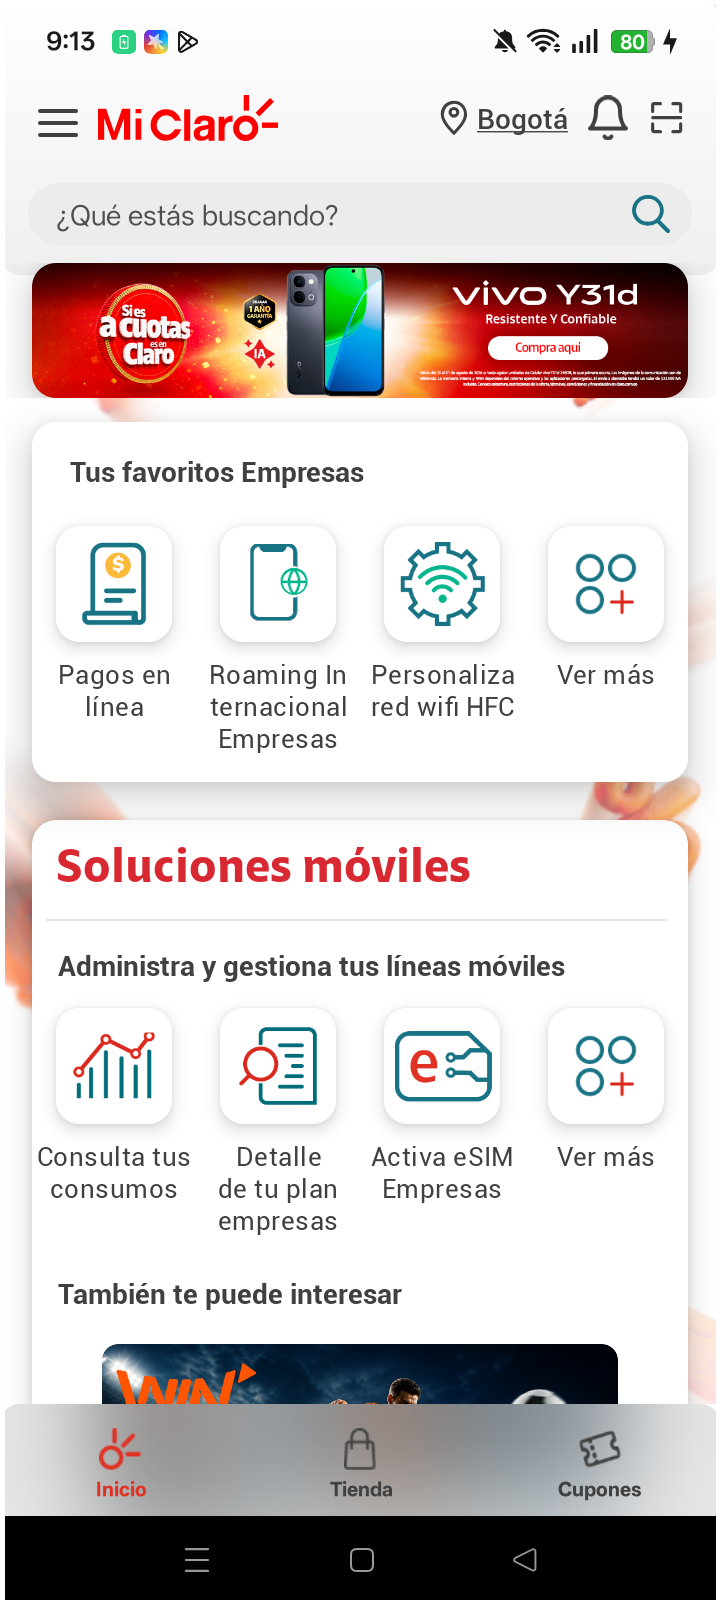 9:13
80
Mi Claro
Bogotá
¿Qué estás buscando?
Si es
a cuotas
es en
Claro
1 AÑO
GARANTÍA
IA
vivo Y31d
Resistente Y Confiable
Compra aquí
Tus favoritos Empresas
$
Pagos en
línea
Roaming In
ternacional
Empresas
Personaliza
red wifi HFC
Ver más
Soluciones móviles
Administra y gestiona tus líneas móviles
e
Consulta tus
consumos
Detalle
de tu plan
empresas
Activa eSIM
Empresas
Ver más
También te puede interesar
WIN
Inicio
Tienda
Cupones